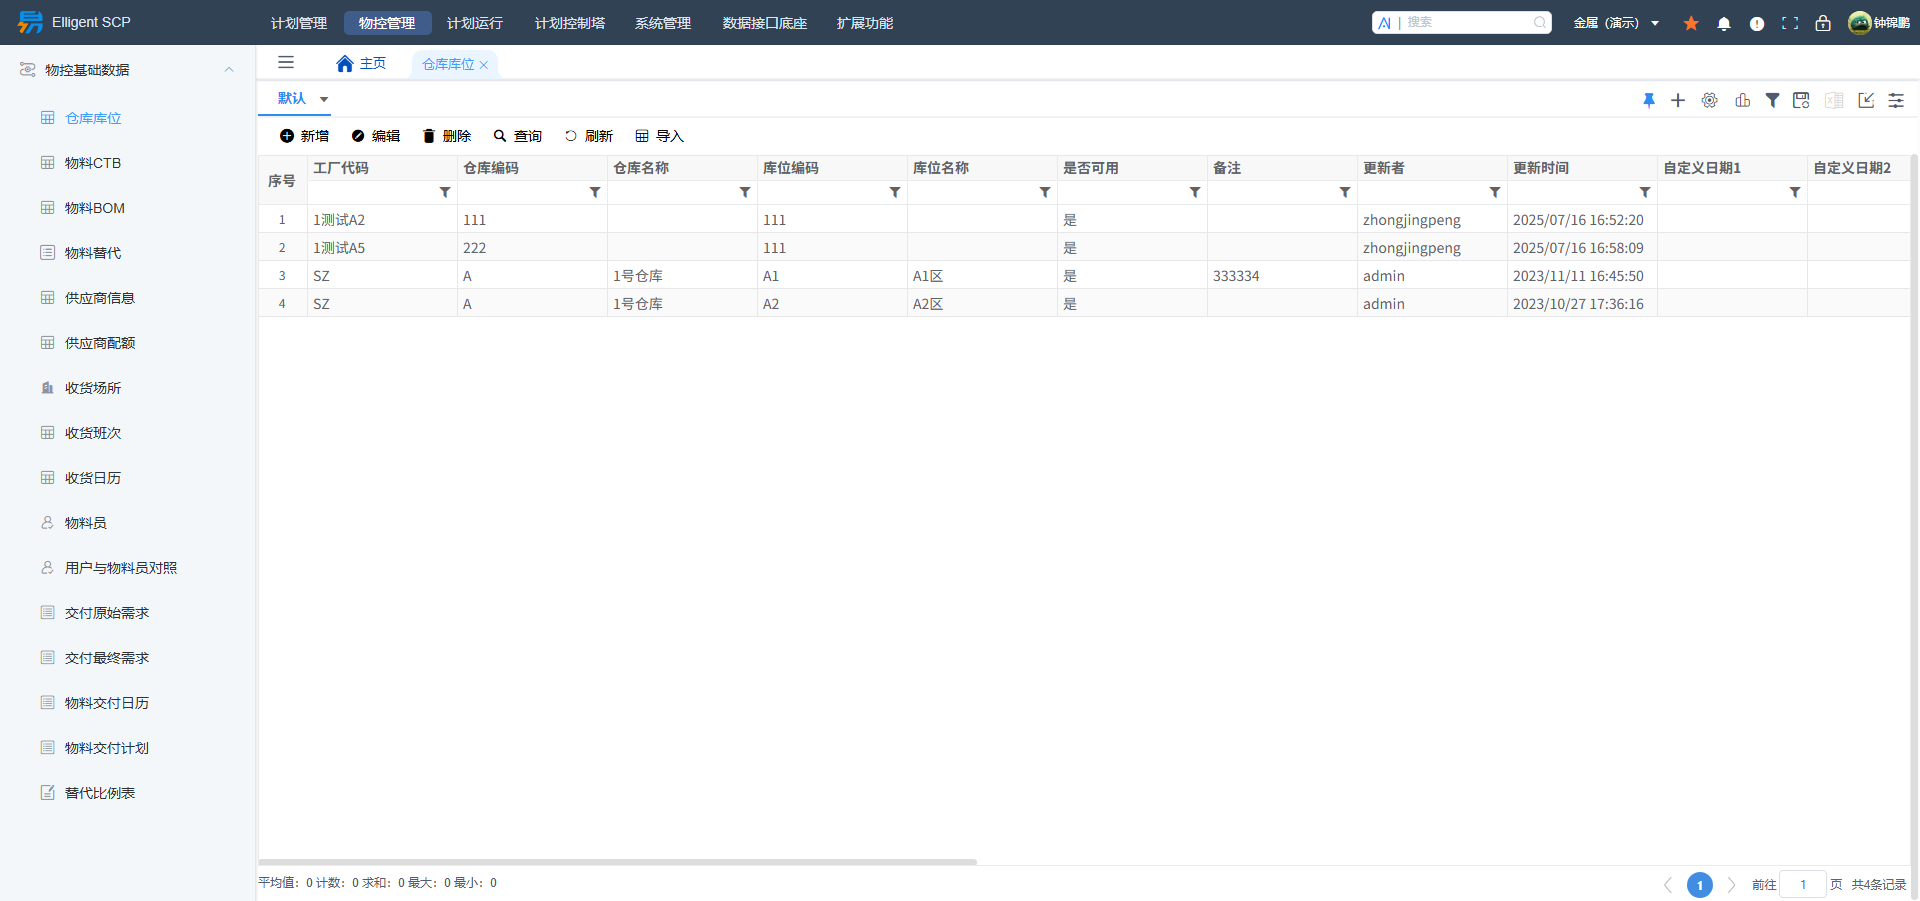 Elligent SCP 计划管理 物控管理 计划运行 计划控制塔 系统管理 数据接口底座 扩展功能 搜索 金属（演示） 钟锦鹏
物控基础数据
仓库库位
物料CTB
物料BOM
物料替代
供应商信息
供应商配额
收货场所
收货班次
收货日历
物料员
用户与物料员对照
交付原始需求
交付最终需求
物料交付日历
物料交付计划
替代比例表
主页 仓库库位
默认
新增 编辑 删除 查询 刷新 导入
序号 工厂代码 仓库编码 仓库名称 库位编码 库位名称 是否可用 备注 更新者 更新时间 自定义日期1 自定义日期2
1 1测试A2 111 111 是 zhongjingpeng 2025/07/16 16:52:20
2 1测试A5 222 111 是 zhongjingpeng 2025/07/16 16:58:09
3 SZ A 1号仓库 A1 A1区 是 333334 admin 2023/11/11 16:45:50
4 SZ A 1号仓库 A2 A2区 是 admin 2023/10/27 17:36:16
平均值：0 计数：0 求和：0 最大：0 最小：0
1 前往 1 页 共4条记录